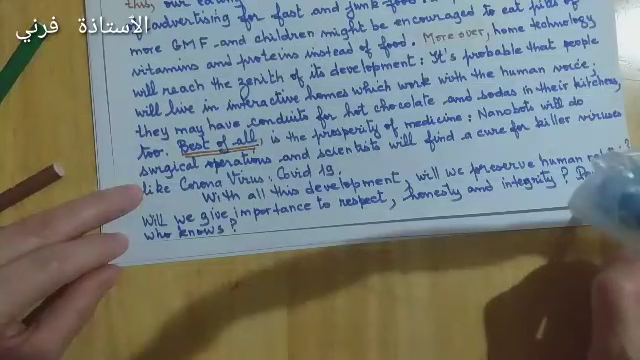 الأستاذة فرني
this, our eating
advertising for fast and junk food
more GMF and children might be encouraged to eat pills of
vitamins and proteins instead of food. Moreover, home technology
will reach the zenith of its development: It's probable that people
will live in interactive homes which work with the human voice;
they may have conduits for hot chocolate and sodas in their kitchens,
too. Best of all, is the prosperity of medicine: Nanobots will do
surgical operations and scientists will find a cure for killer viruses
like Corona Virus: Covid 19.
With all this development, will we preserve human
Will we give importance to respect, honesty and integrity?
who knows?